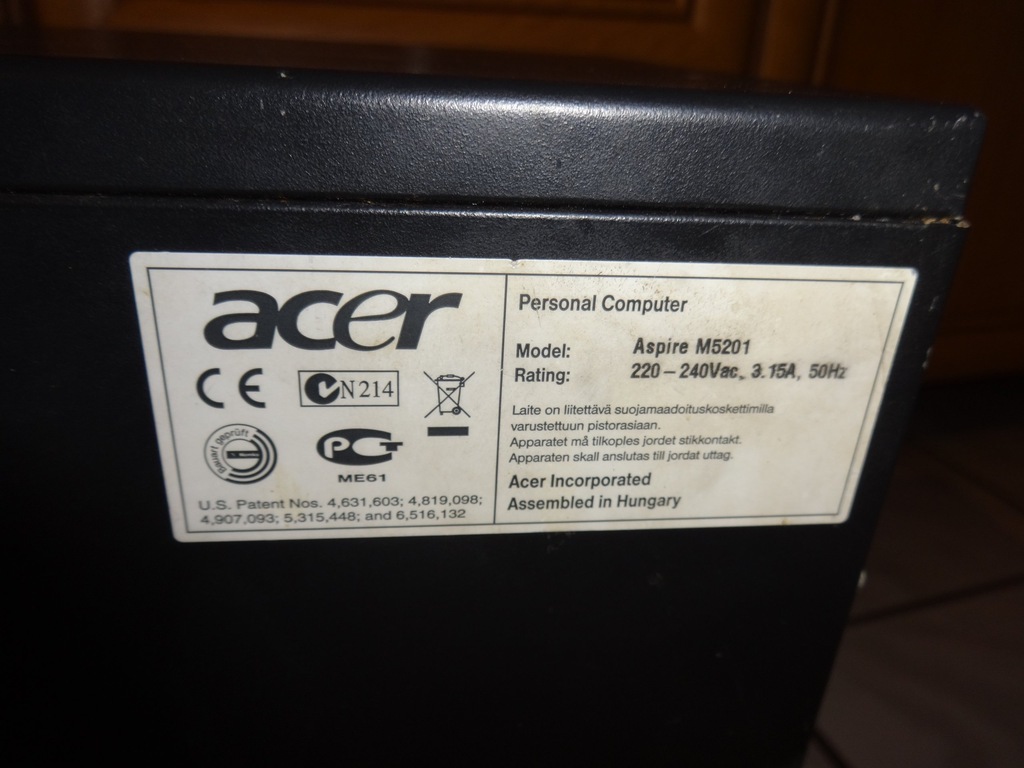 acer
CE
N214
Bauart geprüft
PCT
ME61
U.S. Patent Nos. 4,631,603; 4,819,098;
4,907,093; 5,315,448; and 6,516,132
Personal Computer
Model: Aspire M5201
Rating: 220-240Vac, 3.15A, 50Hz
Laite on liitettävä suojamaadoituskoskettimilla
varustettuun pistorasiaan.
Apparatet må tilkoples jordet stikkontakt.
Apparaten skall anslutas till jordat uttag.
Acer Incorporated
Assembled in Hungary